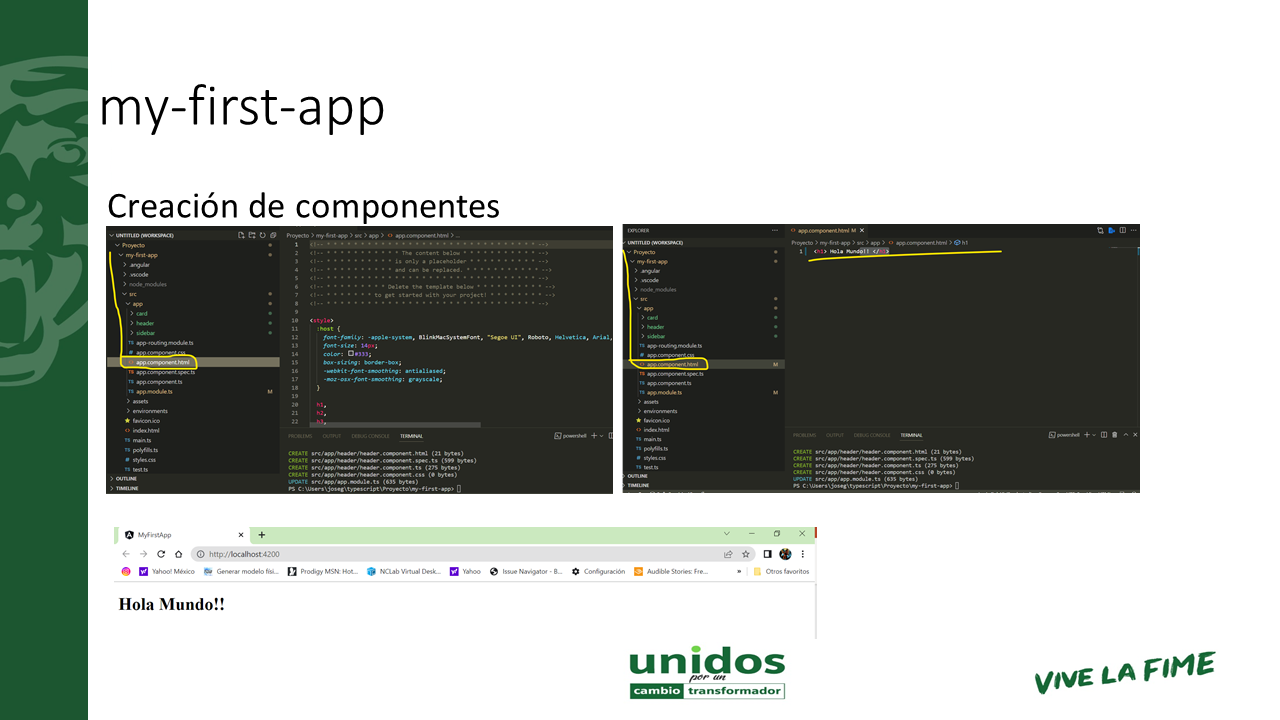 my-first-app
Creación de componentes
UNTITLED (WORKSPACE)
Proyecto
my-first-app
.angular
.vscode
node_modules
src
app
card
header
sidebar
app-routing.module.ts
app.component.css
app.component.html
app.component.spec.ts
app.component.ts
app.module.ts M
assets
environments
favicon.ico
index.html
main.ts
polyfills.ts
styles.css
test.ts
OUTLINE
TIMELINE
Proyecto > my-first-app > src > app > <> app.component.html > ...
1 <!-- * * * * * * * * * * * * * * * * * * * * * * * * * * * * * * * -->
2 <!-- * * * * * * * * * * * The content below * * * * * * * * * * * -->
3 <!-- * * * * * * * * * * is only a placeholder * * * * * * * * * * -->
4 <!-- * * * * * * * * * * and can be replaced. * * * * * * * * * * * -->
5 <!-- * * * * * * * * * * * * * * * * * * * * * * * * * * * * * * * -->
6 <!-- * * * * * * * * * Delete the template below * * * * * * * * * * -->
7 <!-- * * * * * * * to get started with your project! * * * * * * * * -->
8 <!-- * * * * * * * * * * * * * * * * * * * * * * * * * * * * * * * -->
9
10 <style>
11 :host {
12 font-family: -apple-system, BlinkMacSystemFont, "Segoe UI", Roboto, Helvetica, Arial,
13 font-size: 14px;
14 color: #333;
15 box-sizing: border-box;
16 -webkit-font-smoothing: antialiased;
17 -moz-osx-font-smoothing: grayscale;
18 }
19
20 h1,
21 h2,
22 h3,
PROBLEMS OUTPUT DEBUG CONSOLE TERMINAL powershell
CREATE src/app/header/header.component.html (21 bytes)
CREATE src/app/header/header.component.spec.ts (599 bytes)
CREATE src/app/header/header.component.ts (275 bytes)
CREATE src/app/header/header.component.css (0 bytes)
UPDATE src/app/app.module.ts (635 bytes)
PS C:\Users\joseg\typescript\Proyecto\my-first-app>
EXPLORER ...
UNTITLED (WORKSPACE)
Proyecto
my-first-app
.angular
.vscode
node_modules
src
app
card
header
sidebar
app-routing.module.ts
app.component.css
app.component.html M
app.component.spec.ts
app.component.ts
app.module.ts M
assets
environments
favicon.ico
index.html
main.ts
polyfills.ts
styles.css
test.ts
OUTLINE
TIMELINE
<> app.component.html M ×
Proyecto > my-first-app > src > app > <> app.component.html > h1
1 <h1> Hola Mundo!! </h1>
PROBLEMS OUTPUT DEBUG CONSOLE TERMINAL powershell
CREATE src/app/header/header.component.html (21 bytes)
CREATE src/app/header/header.component.spec.ts (599 bytes)
CREATE src/app/header/header.component.ts (275 bytes)
CREATE src/app/header/header.component.css (0 bytes)
UPDATE src/app/app.module.ts (635 bytes)
PS C:\Users\joseg\typescript\Proyecto\my-first-app>
MyFirstApp
http://localhost:4200
Yahoo! México Generar modelo físi... Prodigy MSN: Hot... NCLab Virtual Desk... Yahoo Issue Navigator - B... Configuración Audible Stories: Fre... » Otros favoritos
Hola Mundo!!
unidos
por un
cambio transformador
VIVE LA FIME